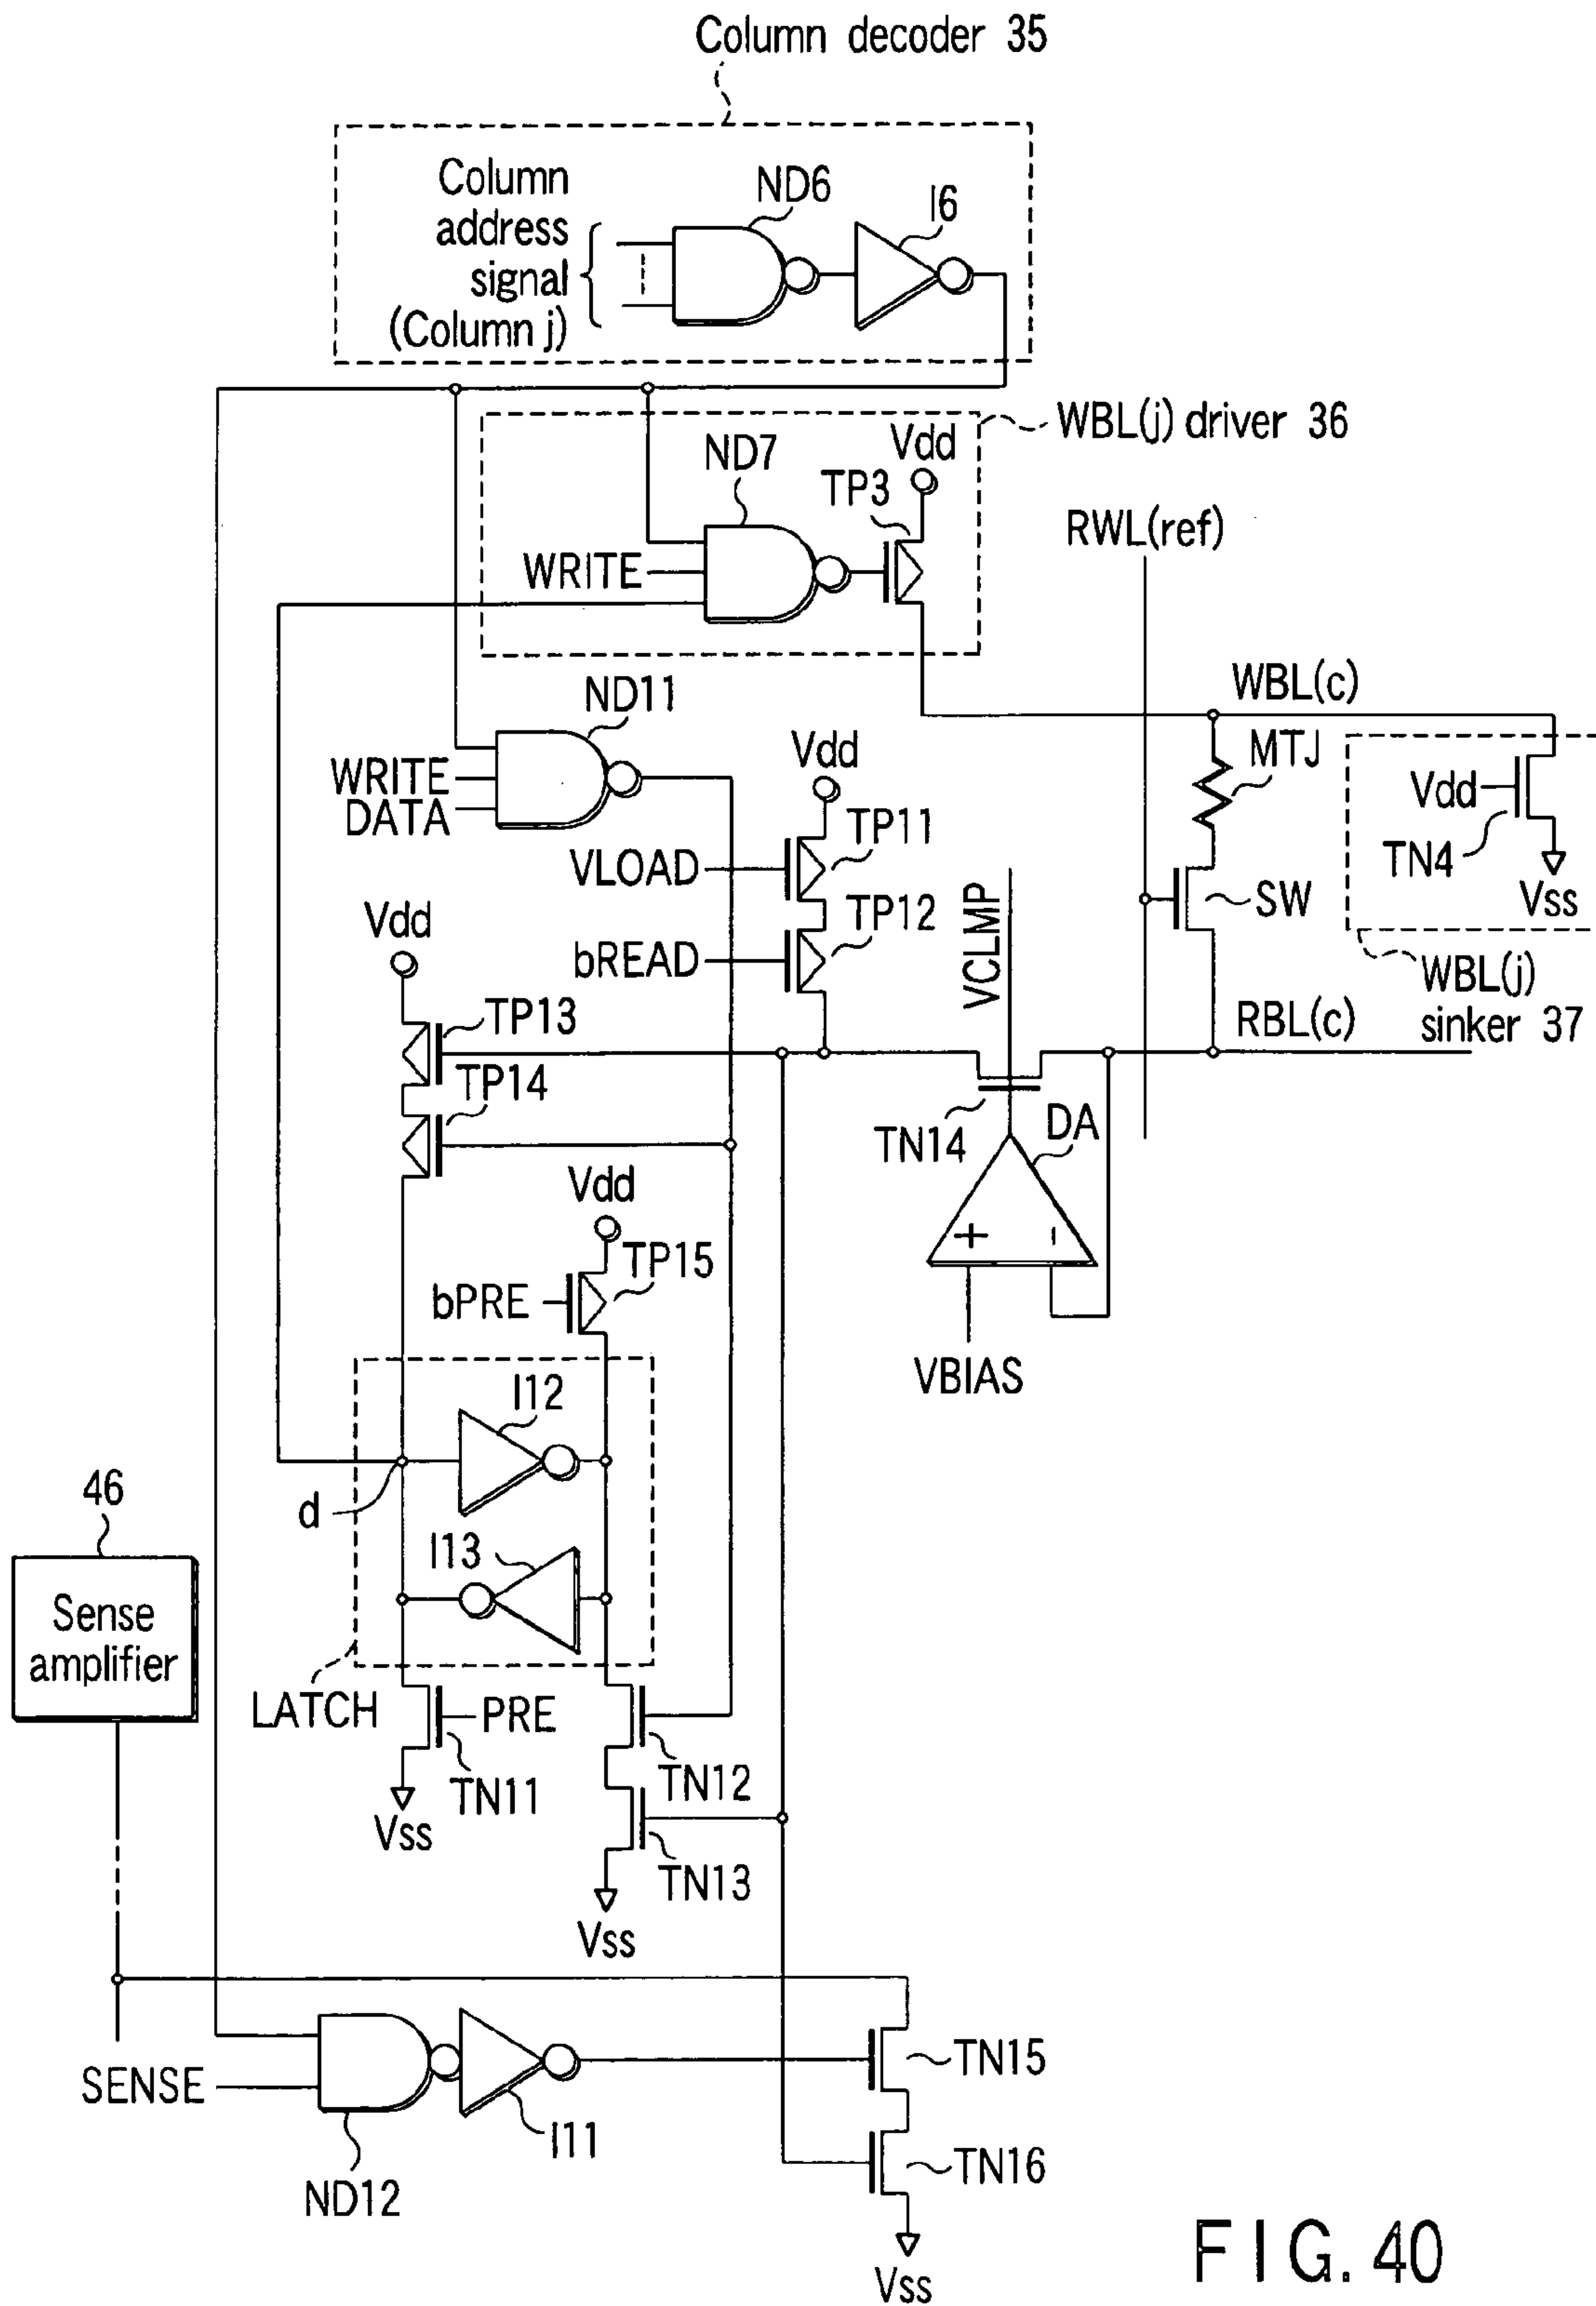 Column decoder 35
Column
address
signal
(Column j)
ND6
I6
WBL(j) driver 36
ND7
Vdd
TP3
WRITE
RWL(ref)
WBL(c)
ND11
WRITE
DATA
Vdd
MTJ
Vdd
TN4
Vss
VLOAD
TP11
bREAD
TP12
VCLMP
SW
WBL(j)
sinker 37
RBL(c)
Vdd
TP13
TP14
TN14
DA
+
-
VBIAS
Vdd
TP15
bPRE
I12
d
I13
46
Sense
amplifier
LATCH
PRE
TN11
Vss
TN12
TN13
Vss
SENSE
ND12
I11
TN15
TN16
Vss
FIG. 40